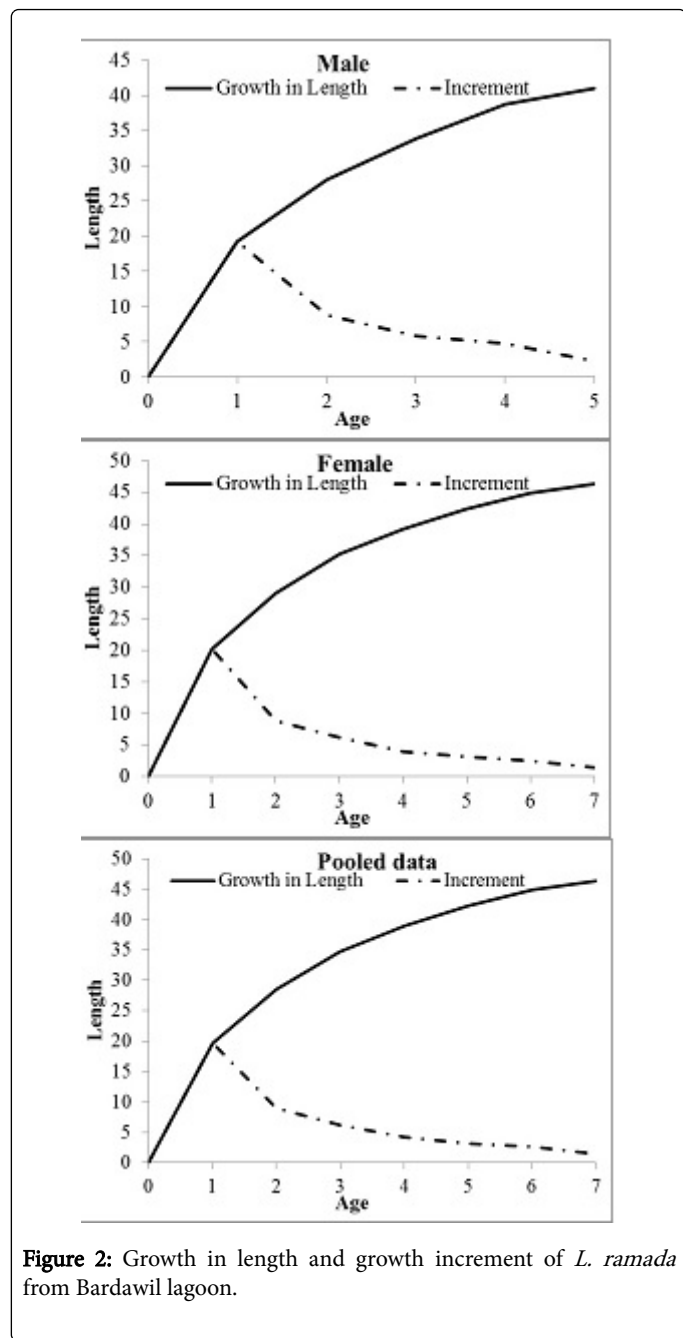 Male
Growth in Length Increment
45
40
35
30
25
20
15
10
5
0
Length
0 1 2 3 4 5
Age
Female
Growth in Length Increment
50
45
40
35
30
25
20
15
10
5
0
Length
0 1 2 3 4 5 6 7
Age
Pooled data
Growth in Length Increment
50
45
40
35
30
25
20
15
10
5
0
Length
0 1 2 3 4 5 6 7
Age
Figure 2: Growth in length and growth increment of L. ramada
from Bardawil lagoon.